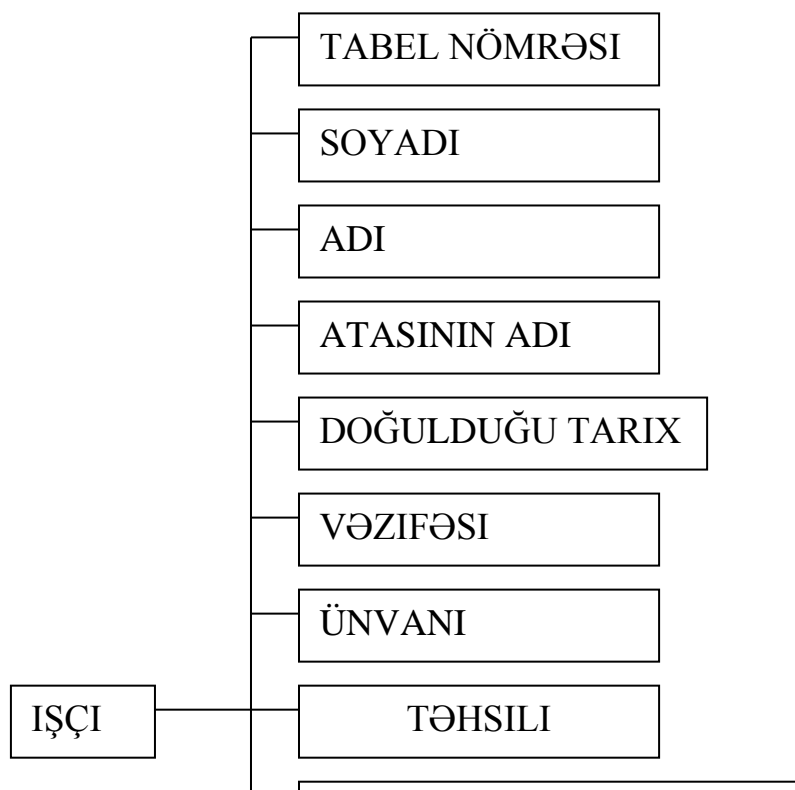 TABEL NÖMRƏSI
SOYADI
ADI
ATASININ ADI
DOĞULDUĞU TARIX
VƏZIFƏSI
ÜNVANI
IŞÇI
TƏHSILI